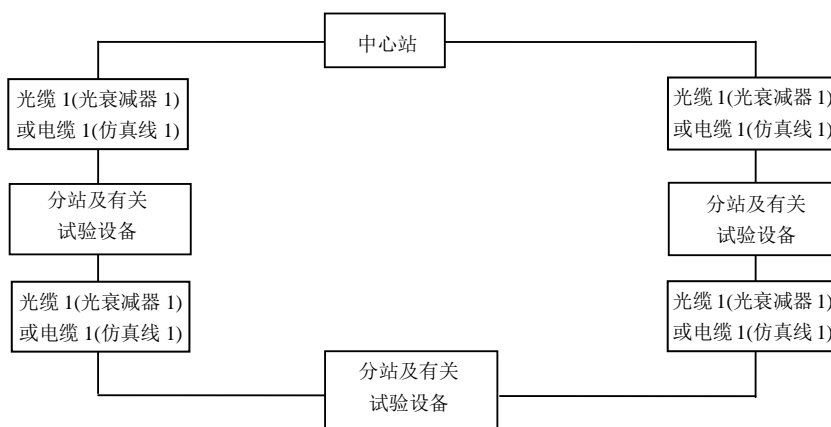 中心站
光缆 1(光衰减器 1)
或电缆 1(仿真线 1)
光缆 1(光衰减器 1)
或电缆 1(仿真线 1)
分站及有关
试验设备
分站及有关
试验设备
光缆 1(光衰减器 1)
或电缆 1(仿真线 1)
光缆 1(光衰减器 1)
或电缆 1(仿真线 1)
分站及有关
试验设备